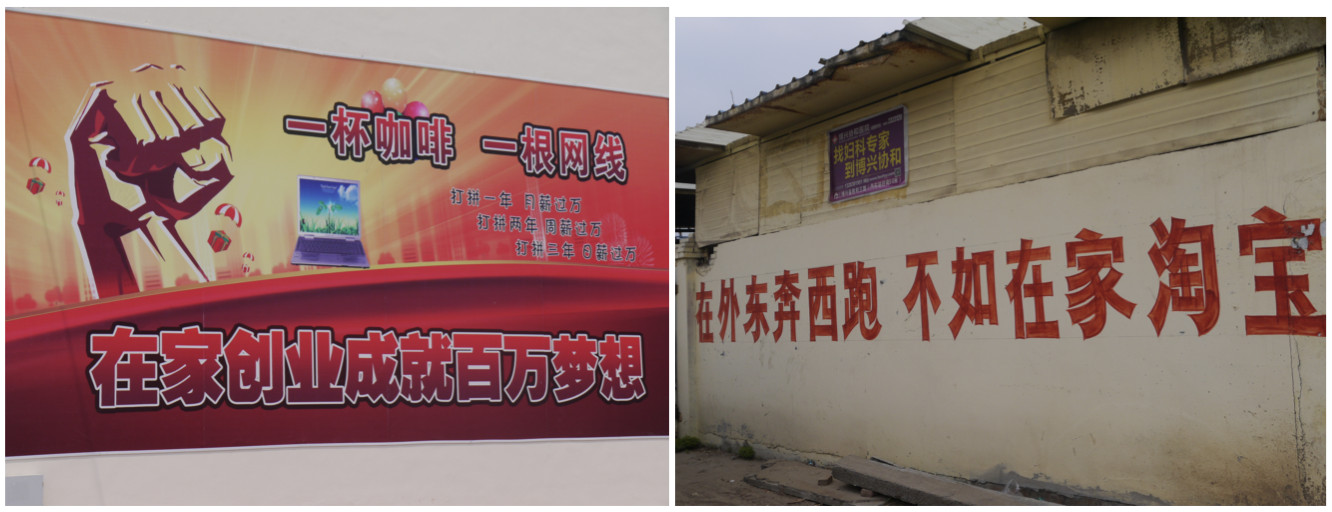 一杯咖啡 一根网线
打拼一年 月薪过万
打拼两年 周薪过万
打拼三年 日薪过万
在家创业成就百万梦想
找妇科专家
到博兴协和
在外东奔西跑 不如在家淘宝